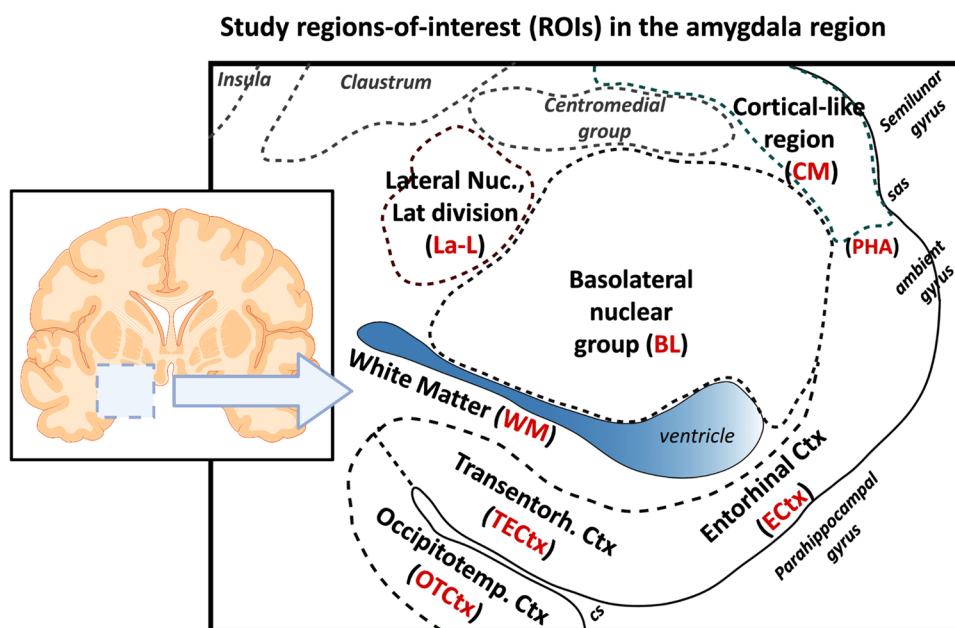 Study regions-of-interest (ROIs) in the amygdala region
Insula
Claustrum
Centromedial
group
Cortical-like
region
(CM)
Semilunar
gyrus
sas
Lateral Nuc.,
Lat division
(La-L)
(PHA)
ambient
gyrus
Basolateral
nuclear
group (BL)
White Matter (WM)
ventricle
Transentorh. Ctx
(TECtx)
Entorhinal Ctx
(ECtx)
Occipitotemp. Ctx
(OTCtx)
Parahippocampal
gyrus
cs